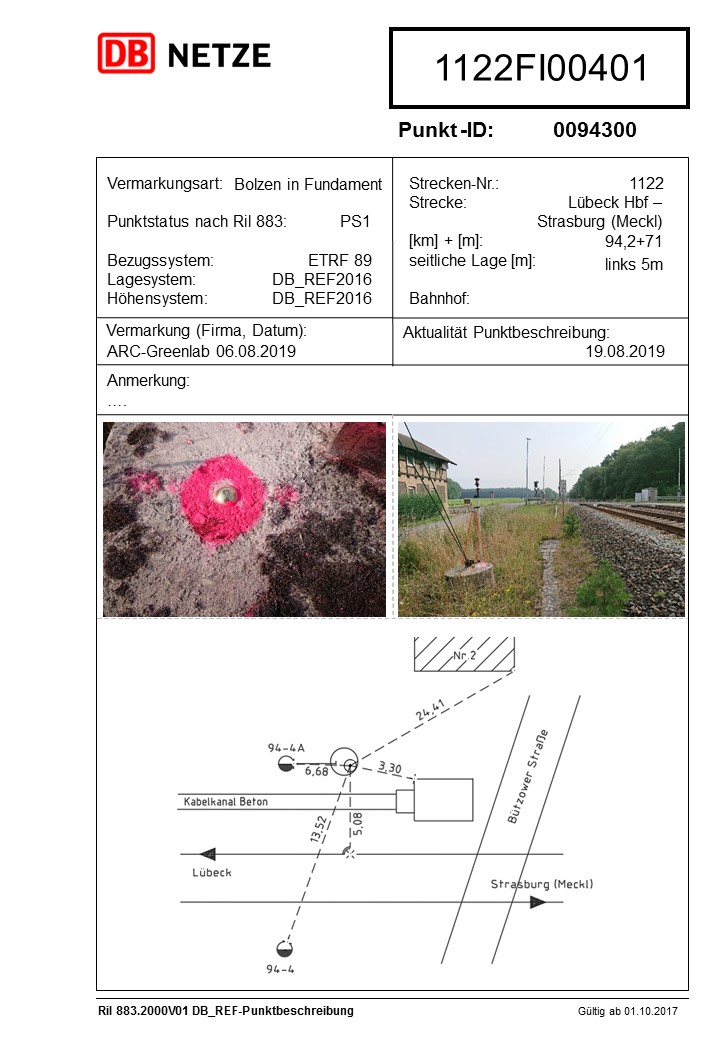 DB NETZE
1122FI00401
Punkt-ID: 0094300
Vermarkungsart: Bolzen in Fundament
Punktstatus nach Ril 883: PS1
Bezugssystem: ETRF 89
Lagesystem: DB_REF2016
Höhensystem: DB_REF2016
Strecken-Nr.: 1122
Strecke: Lübeck Hbf –
Strasburg (Meckl)
[km] + [m]: 94,2+71
seitliche Lage [m]: links 5m
Bahnhof:
Vermarkung (Firma, Datum):
ARC-Greenlab 06.08.2019
Aktualität Punktbeschreibung:
19.08.2019
Anmerkung:
....
Nr.2
24,41
94-4A
6,68
3,30
Kabelkanal Beton
13,52
5,08
Bützower Straße
Lübeck
Strasburg (Meckl)
94-4
Ril 883.2000V01 DB_REF-Punktbeschreibung
Gültig ab 01.10.2017